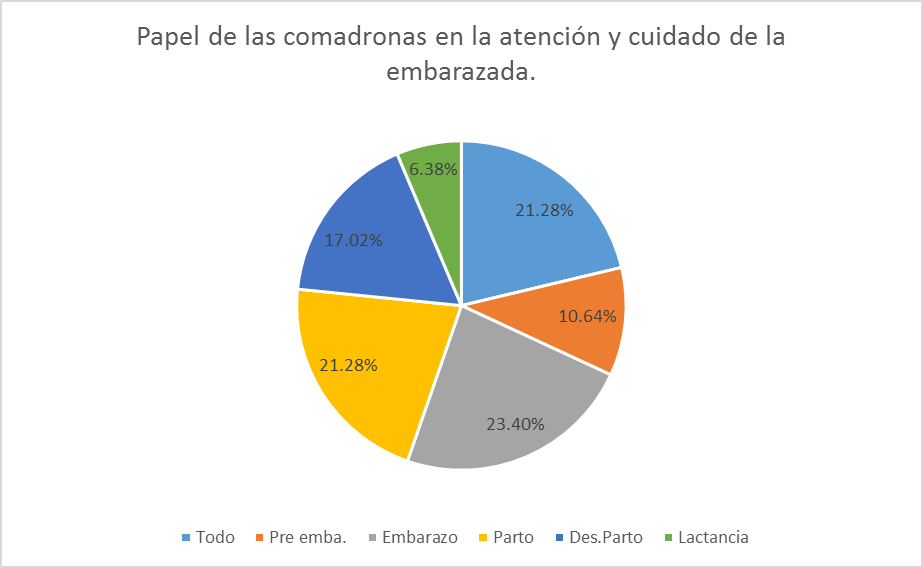 Papel de las comadronas en la atención y cuidado de la
embarazada.
6.38%
21.28%
17.02%
10.64%
21.28%
23.40%
Todo Pre emba. Embarazo Parto Des.Parto Lactancia